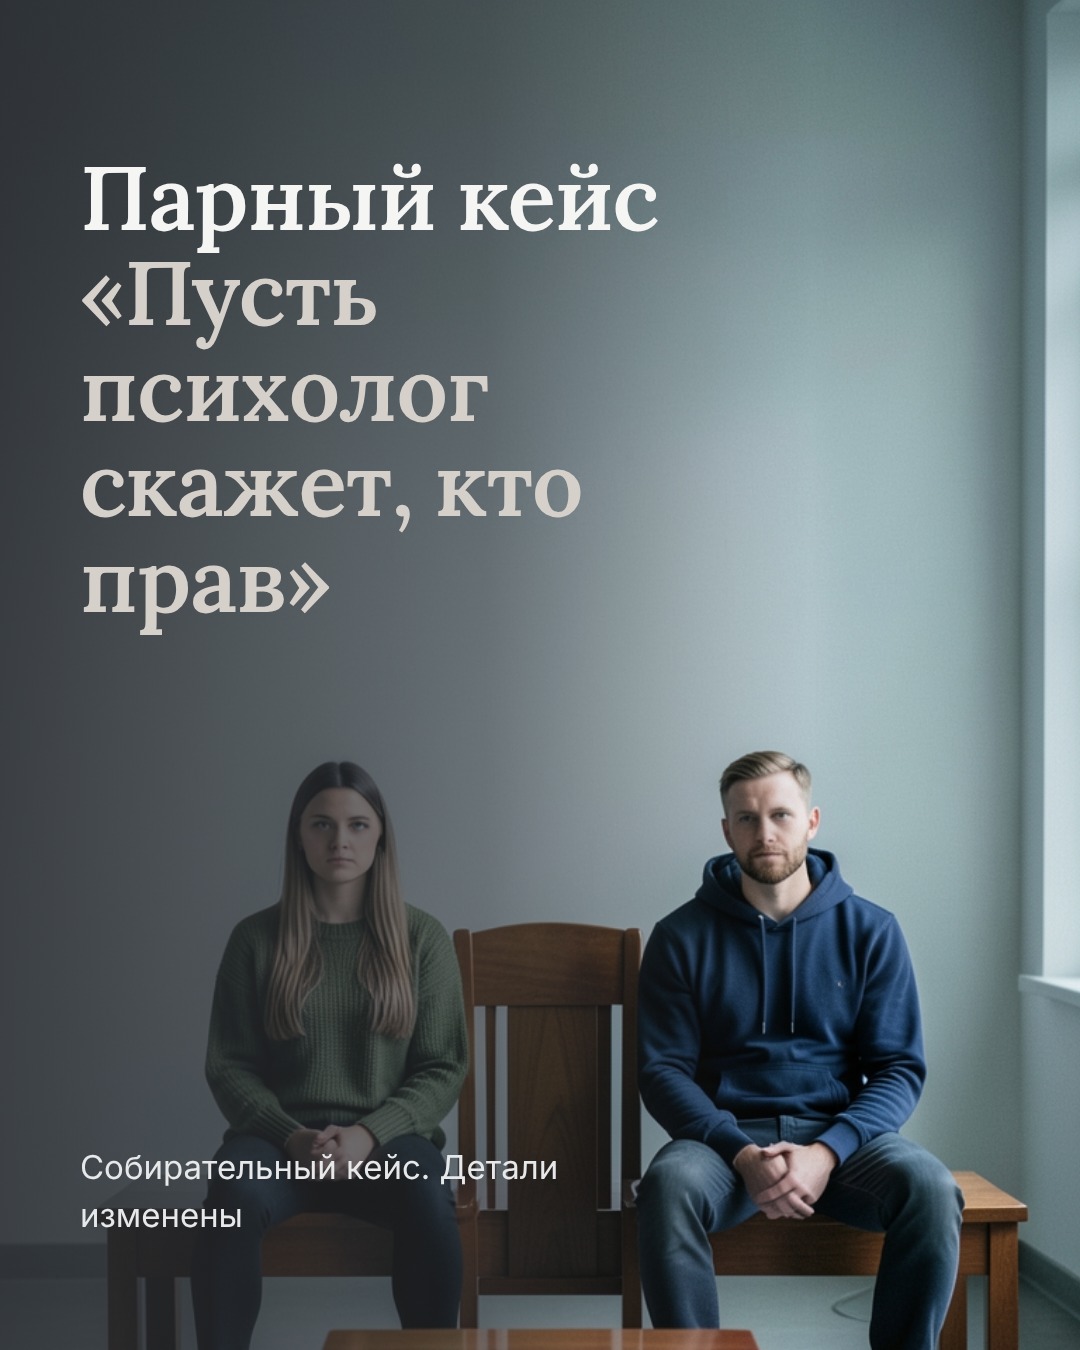 Парный кейс
«Пусть
психолог
скажет, кто
прав»
Собирательный кейс. Детали
изменены